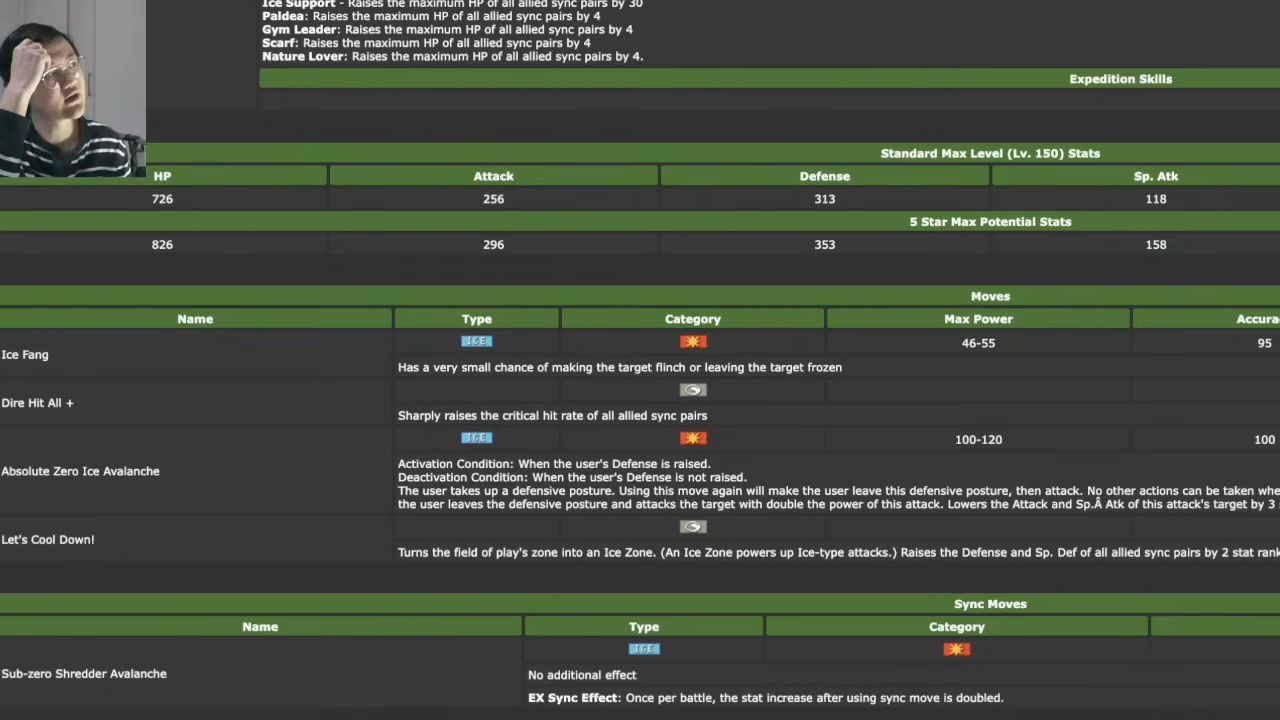 Ice Support - Raises the maximum HP of all allied sync pairs by 30
Paldea: Raises the maximum HP of all allied sync pairs by 4
Gym Leader: Raises the maximum HP of all allied sync pairs by 4
Scarf: Raises the maximum HP of all allied sync pairs by 4
Nature Lover: Raises the maximum HP of all allied sync pairs by 4.
Expedition Skills
Standard Max Level (Lv. 150) Stats
HP Attack Defense Sp. Atk
726 256 313 118
5 Star Max Potential Stats
826 296 353 158
Moves
Name Type Category Max Power Accura
Ice Fang ICE 46-55 95
Has a very small chance of making the target flinch or leaving the target frozen
Dire Hit All +
Sharply raises the critical hit rate of all allied sync pairs
Absolute Zero Ice Avalanche ICE 100-120 100
Activation Condition: When the user's Defense is raised.
Deactivation Condition: When the user's Defense is not raised.
The user takes up a defensive posture. Using this move again will make the user leave this defensive posture, then attack. No other actions can be taken whe
the user leaves the defensive posture and attacks the target with double the power of this attack. Lowers the Attack and Sp.Â Atk of this attack's target by 3
Let's Cool Down!
Turns the field of play's zone into an Ice Zone. (An Ice Zone powers up Ice-type attacks.) Raises the Defense and Sp. Def of all allied sync pairs by 2 stat rank
Sync Moves
Name Type Category
Sub-zero Shredder Avalanche ICE
No additional effect
EX Sync Effect: Once per battle, the stat increase after using sync move is doubled.